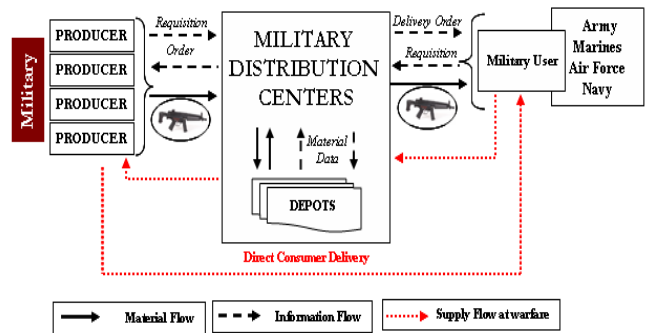 Military
PRODUCER
PRODUCER
PRODUCER
PRODUCER
Requisition
Order
MILITARY
DISTRIBUTION
CENTERS
Material
Data
DEPOTS
Delivery Order
Requisition
Military User
Army
Marines
Air Force
Navy
Direct Consumer Delivery
Material Flow
Information Flow
Supply Flow at warfare